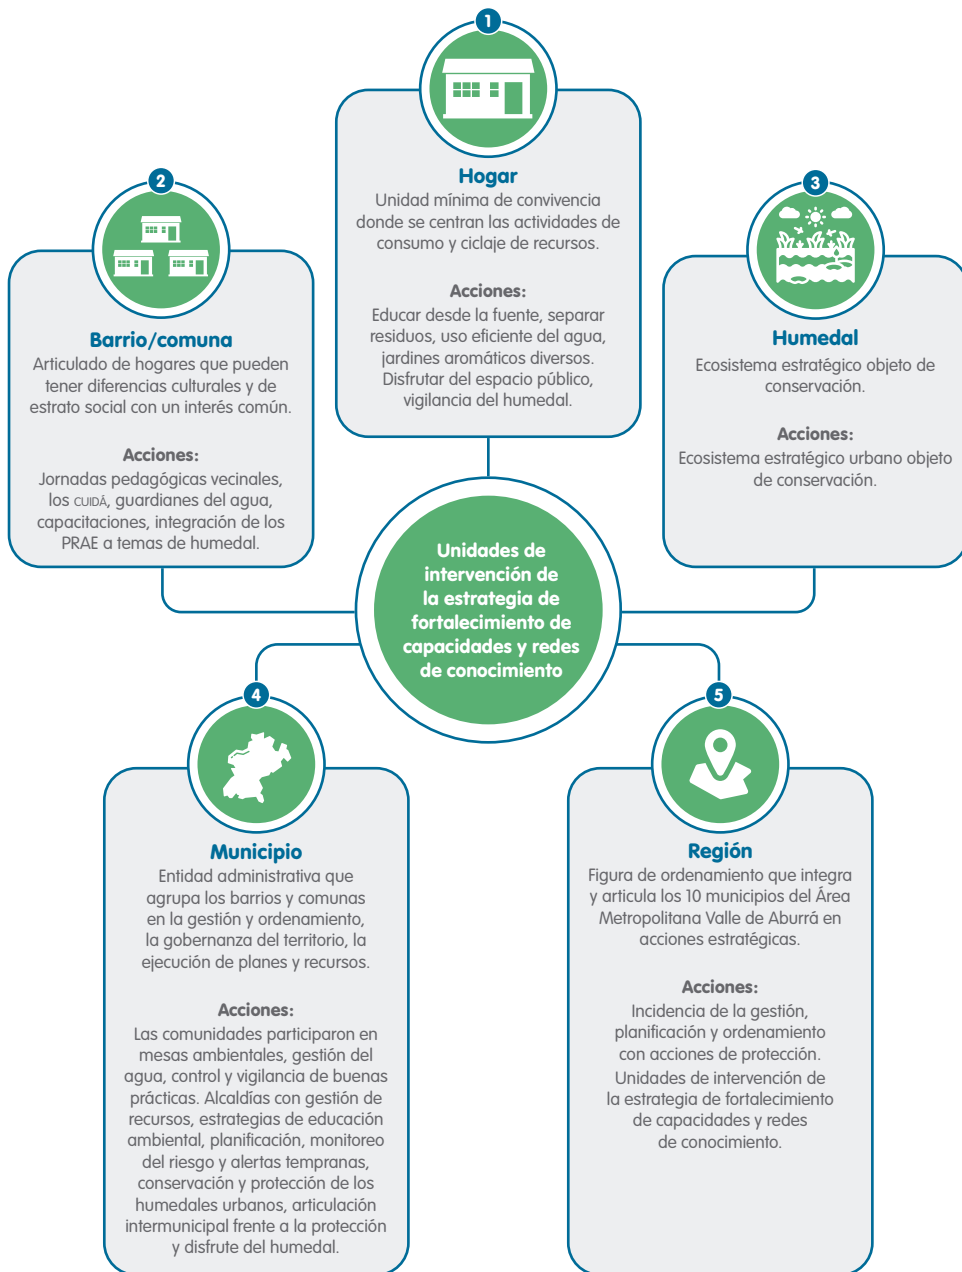 1
Hogar
Unidad mínima de convivencia
donde se centran las actividades de
consumo y ciclaje de recursos.
Acciones:
Educar desde la fuente, separar
residuos, uso eficiente del agua,
jardines aromáticos diversos.
Disfrutar del espacio público,
vigilancia del humedal.
2
Barrio/comuna
Articulado de hogares que pueden
tener diferencias culturales y de
estrato social con un interés común.
Acciones:
Jornadas pedagógicas vecinales,
los CUIDÁ, guardianes del agua,
capacitaciones, integración de los
PRAE a temas de humedal.
3
Humedal
Ecosistema estratégico objeto de
conservación.
Acciones:
Ecosistema estratégico urbano objeto
de conservación.
Unidades de
intervención de
la estrategia de
fortalecimiento de
capacidades y redes
de conocimiento
4
Municipio
Entidad administrativa que
agrupa los barrios y comunas
en la gestión y ordenamiento,
la gobernanza del territorio, la
ejecución de planes y recursos.
Acciones:
Las comunidades participaron en
mesas ambientales, gestión del
agua, control y vigilancia de buenas
prácticas. Alcaldías con gestión de
recursos, estrategias de educación
ambiental, planificación, monitoreo
del riesgo y alertas tempranas,
conservación y protección de los
humedales urbanos, articulación
intermunicipal frente a la protección
y disfrute del humedal.
5
Región
Figura de ordenamiento que integra
y articula los 10 municipios del Área
Metropolitana Valle de Aburrá en
acciones estratégicas.
Acciones:
Incidencia de la gestión,
planificación y ordenamiento
con acciones de protección.
Unidades de intervención de
la estrategia de fortalecimiento
de capacidades y redes
de conocimiento.